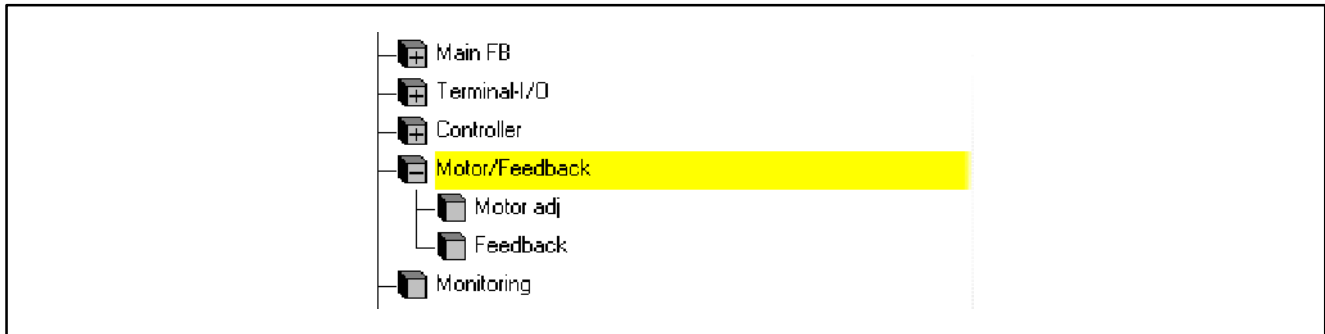 Main FB
Terminal-I/O
Controller
Motor/Feedback
Motor adj
Feedback
Monitoring